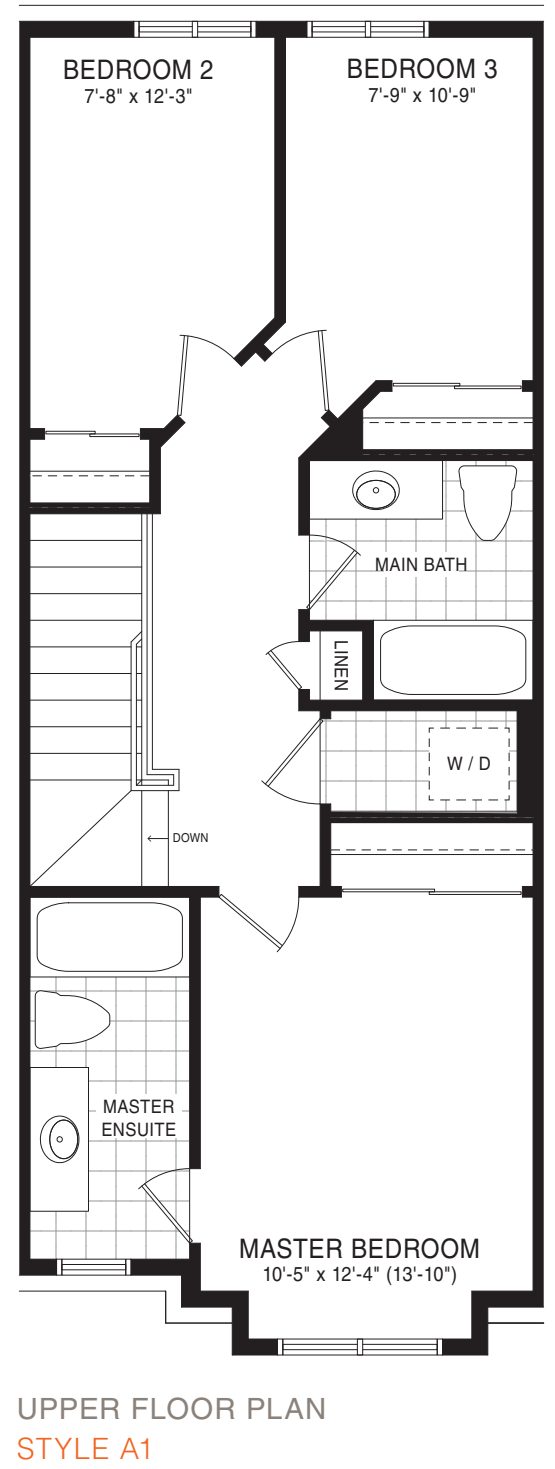 BEDROOM 2
7'-8" x 12'-3"
BEDROOM 3
7'-9" x 10'-9"
MAIN BATH
LINEN
W / D
DOWN
MASTER
ENSUITE
MASTER BEDROOM
10'-5" x 12'-4" (13'-10")
UPPER FLOOR PLAN
STYLE A1